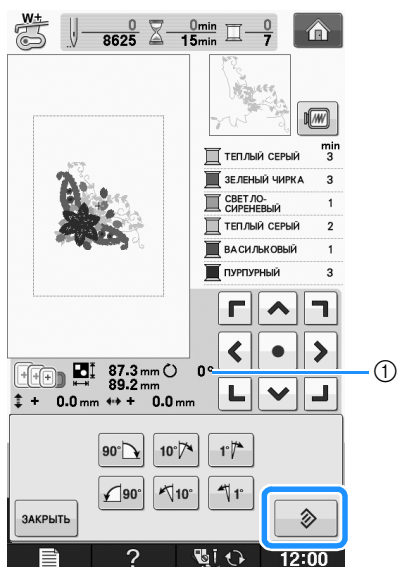 W+
0 0min 0
8625 15min 7
min
ТЕПЛЫЙ СЕРЫЙ 3
ЗЕЛЕНЫЙ ЧИРКА 3
СВЕТЛО-
СИРЕНЕВЫЙ 1
ТЕПЛЫЙ СЕРЫЙ 2
ВАСИЛЬКОВЫЙ 1
ПУРПУРНЫЙ 3
87.3 mm 0°
89.2 mm
+ 0.0 mm + 0.0 mm
1
90° 10° 1°
90° 10° 1°
ЗАКРЫТЬ
? 12:00